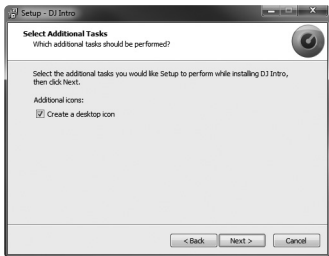 Setup - DJ Intro
Select Additional Tasks
Which additional tasks should be performed?
Select the additional tasks you would like Setup to perform while installing DJ Intro,
then click Next.
Additional icons:
Create a desktop icon
< Back Next > Cancel